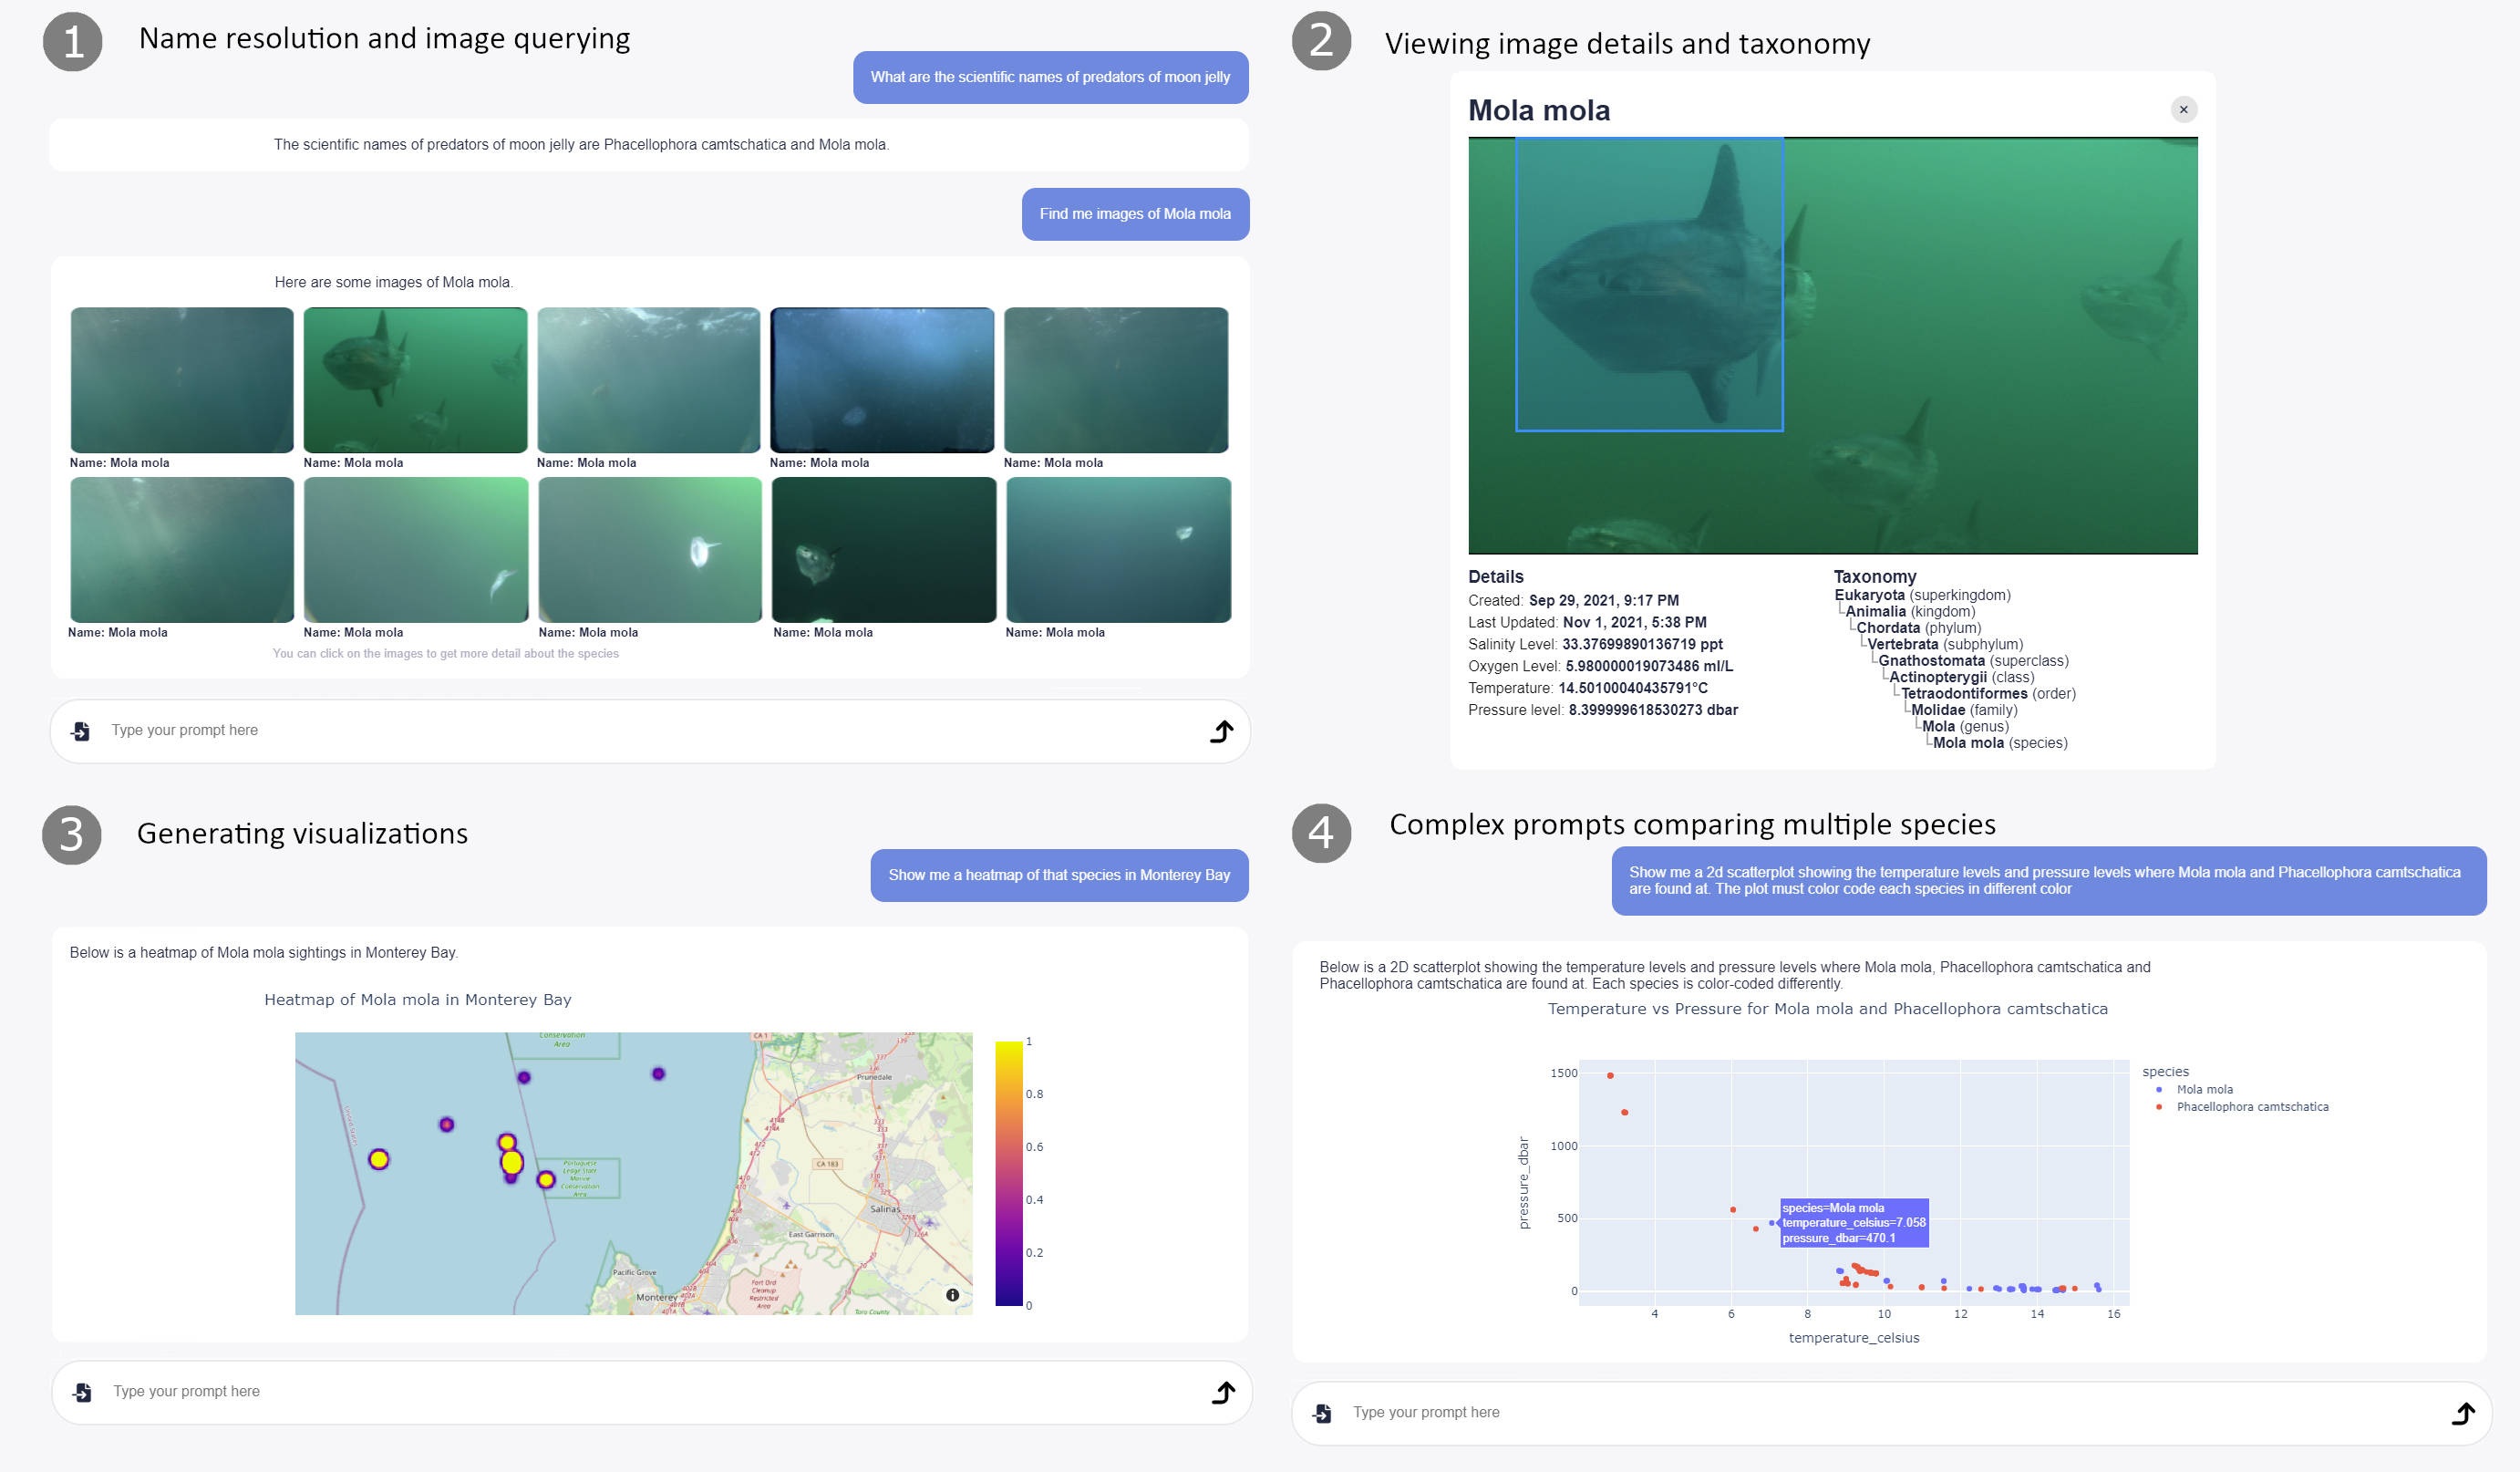 1 Name resolution and image querying
What are the scientific names of predators of moon jelly
The scientific names of predators of moon jelly are Phacellophora camtschatica and Mola mola.
Find me images of Mola mola
Here are some images of Mola mola.
Name: Mola mola
Name: Mola mola
Name: Mola mola
Name: Mola mola
Name: Mola mola
Name: Mola mola
Name: Mola mola
Name: Mola mola
Name: Mola mola
Name: Mola mola
You can click on the images to get more detail about the species
Type your prompt here
2 Viewing image details and taxonomy
Mola mola
×
Details
Created: Sep 29, 2021, 9:17 PM
Last Updated: Nov 1, 2021, 5:38 PM
Salinity Level: 33.37699890136719 ppt
Oxygen Level: 5.980000019073486 ml/L
Temperature: 14.50100040435791°C
Pressure level: 8.399999618530273 dbar
Taxonomy
Eukaryota (superkingdom)
Animalia (kingdom)
Chordata (phylum)
Vertebrata (subphylum)
Gnathostomata (superclass)
Actinopterygii (class)
Tetraodontiformes (order)
Molidae (family)
Mola (genus)
Mola mola (species)
3 Generating visualizations
Show me a heatmap of that species in Monterey Bay
Below is a heatmap of Mola mola sightings in Monterey Bay.
Heatmap of Mola mola in Monterey Bay
Conservation
Area
CA 1
Prunedale
CA 183
Portuguese
Ledge State
Marine
Conservation
Area
Salinas
East Garrison
Pacific Grove
Monterey
Fort Ord
Cleanup
Restricted
Area
Toro County
1
0.8
0.6
0.4
0.2
0
Type your prompt here
4 Complex prompts comparing multiple species
Show me a 2d scatterplot showing the temperature levels and pressure levels where Mola mola and Phacellophora camtschatica
are found at. The plot must color code each species in different color
Below is a 2D scatterplot showing the temperature levels and pressure levels where Mola mola, Phacellophora camtschatica and
Phacellophora camtschatica are found at. Each species is color-coded differently.
Temperature vs Pressure for Mola mola and Phacellophora camtschatica
pressure_dbar
1500
1000
500
0
species=Mola mola
temperature_celsius=7.058
pressure_dbar=470.1
4 6 8 10 12 14 16
temperature_celsius
species
Mola mola
Phacellophora camtschatica
Type your prompt here